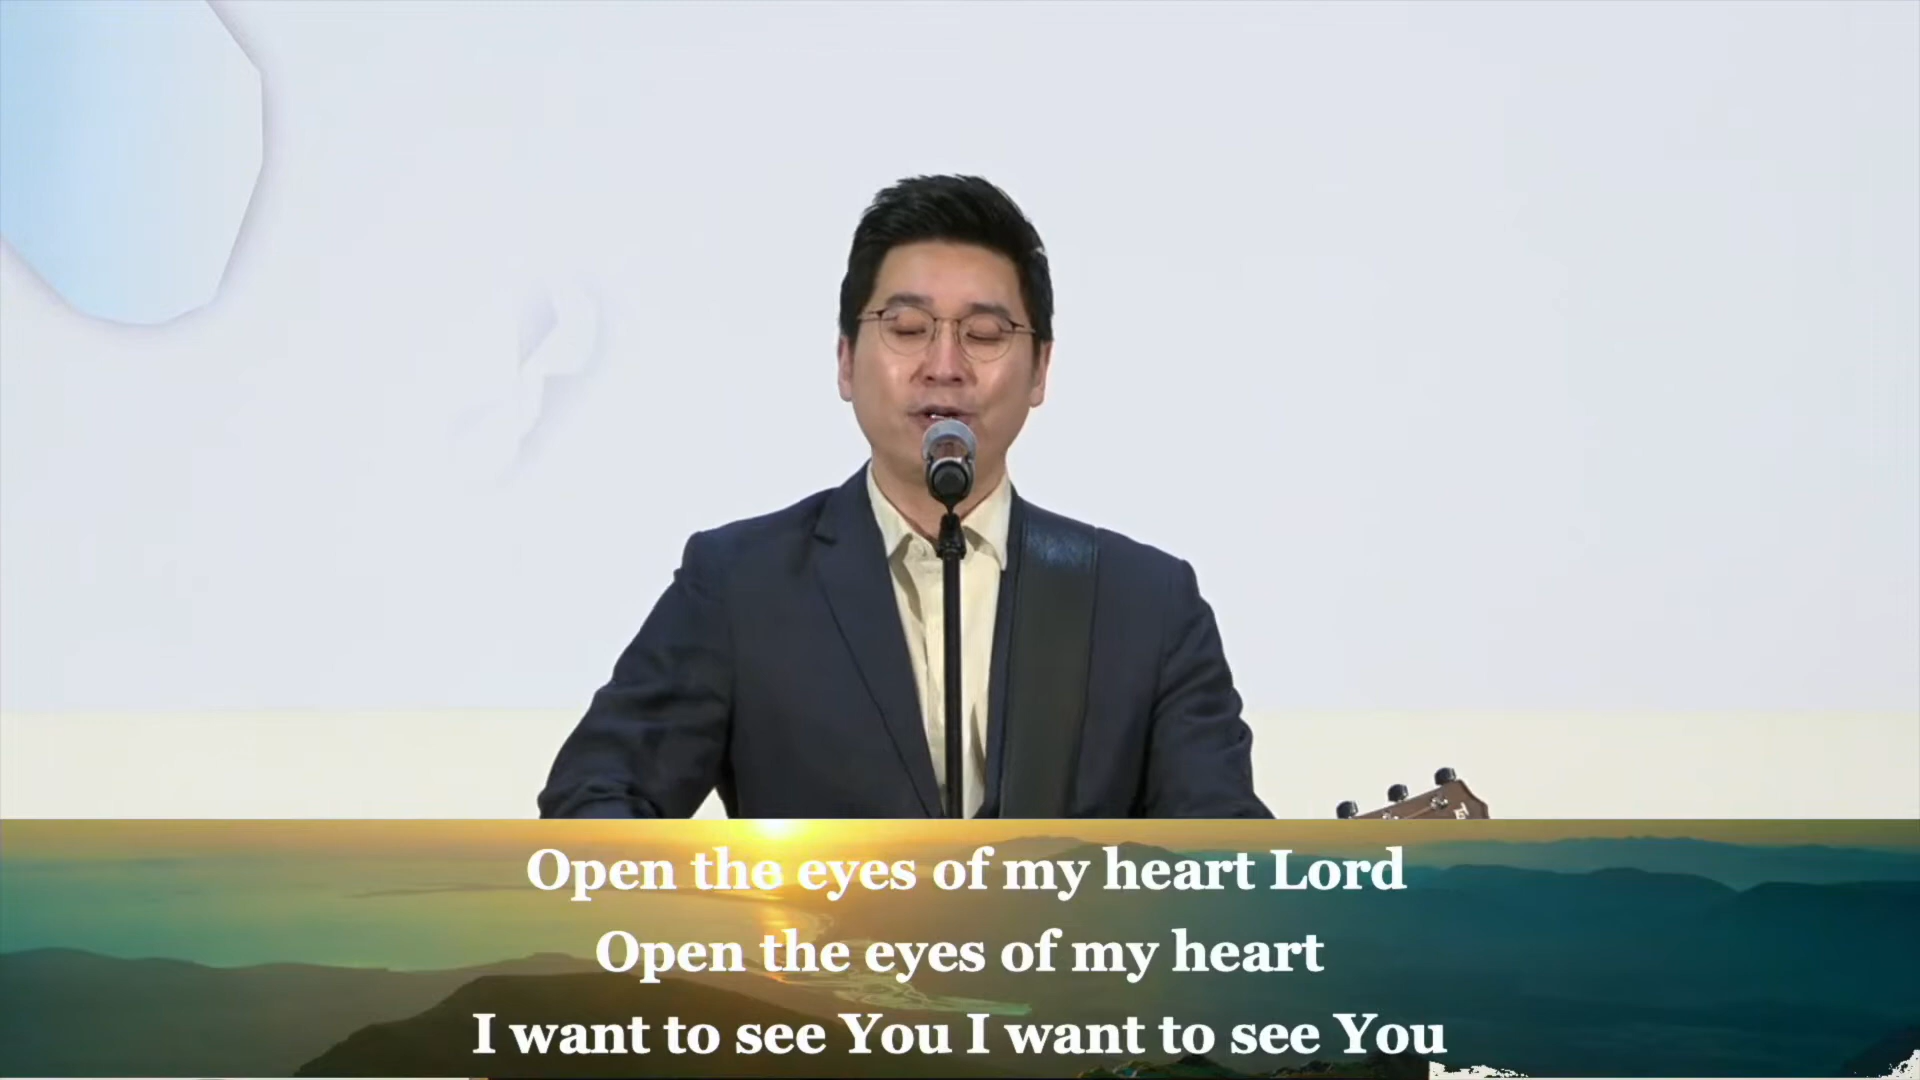 Open the eyes of my heart Lord
Open the eyes of my heart
I want to see You I want to see You